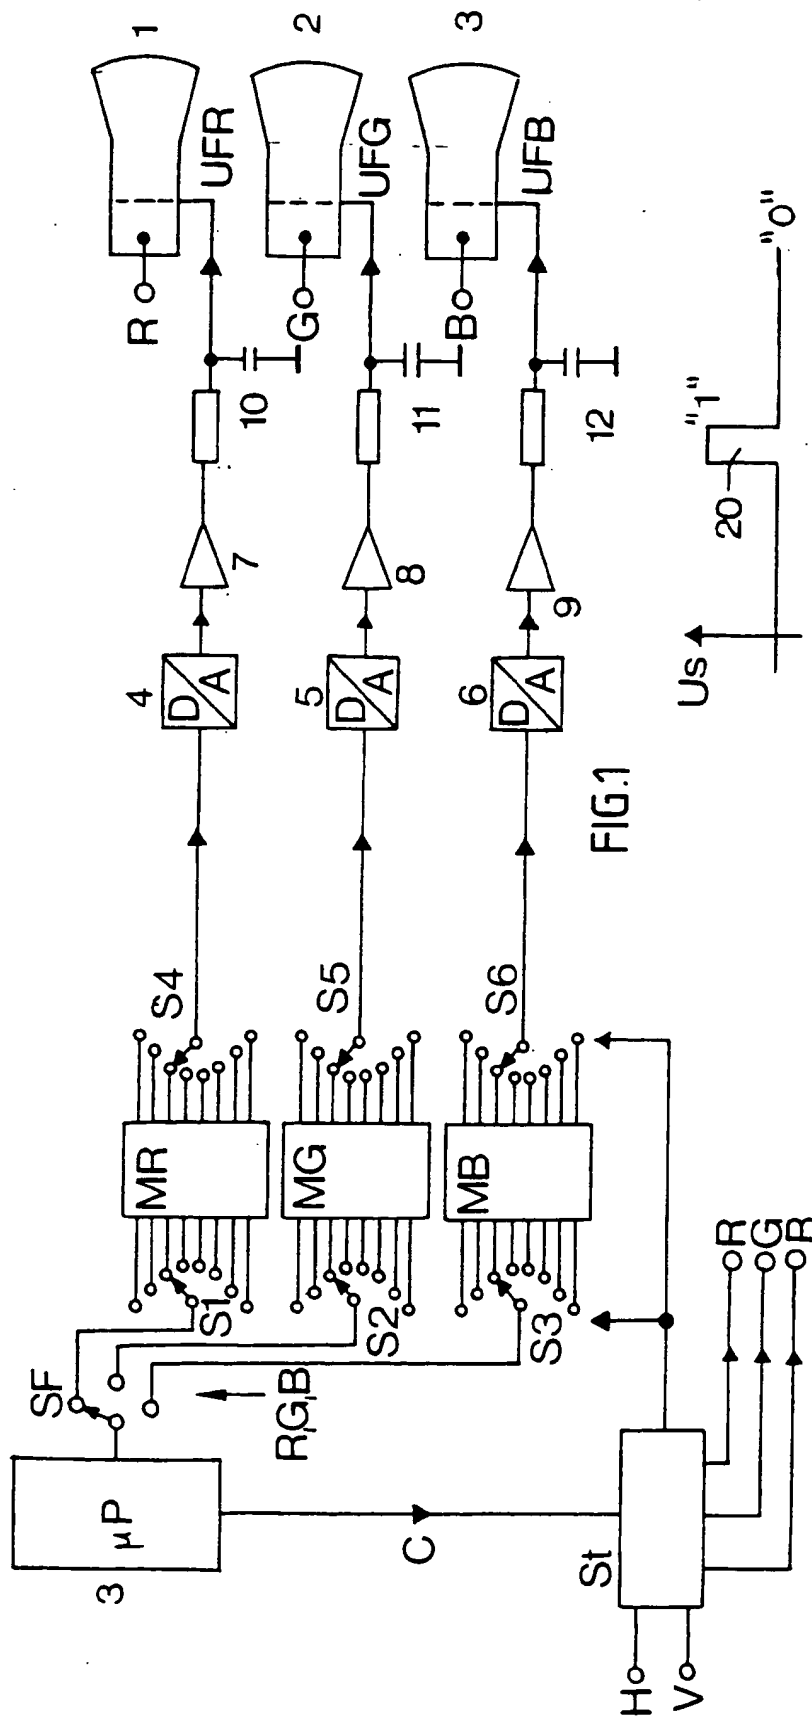 SF
1
R
4
MR
D
A
S4
µP
3
S1
7
UFR
10
2
G
5
MG
D
A
S5
R,G,B
S2
8
UFG
11
3
B
6
MB
D
A
S6
C
S3
9
UFB
12
FIG.1
St
H
V
R
G
B
Us
20
"1"
"0"